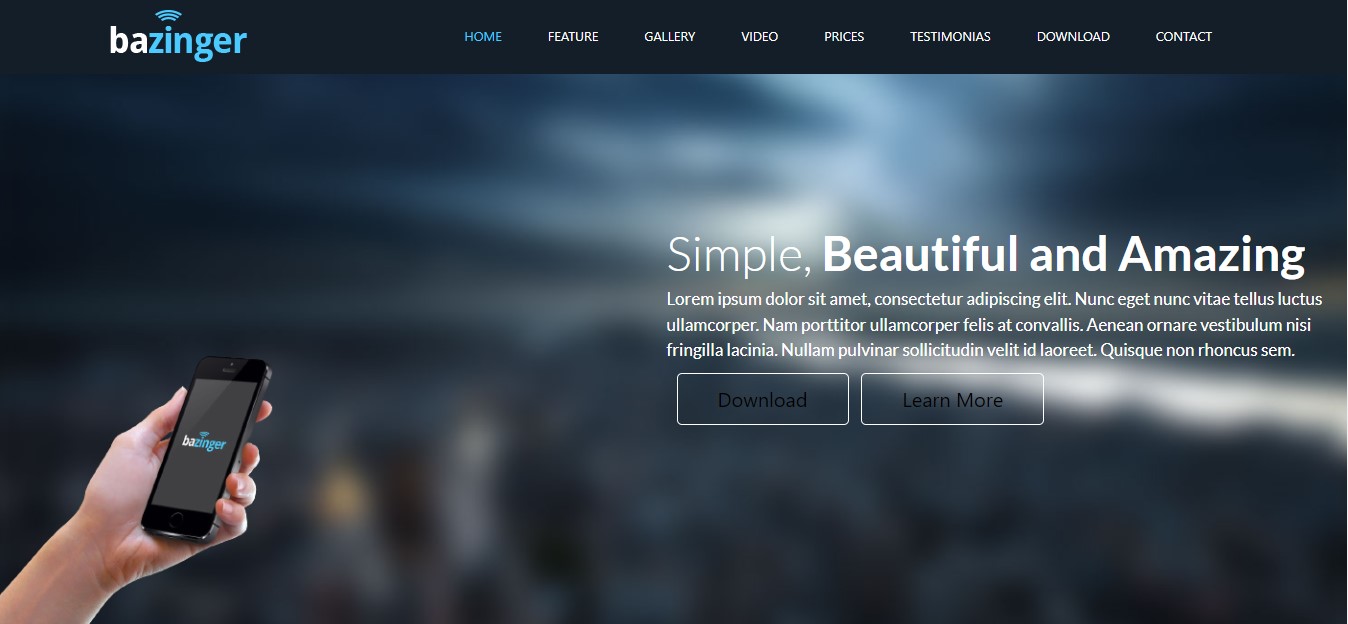 bazinger
HOME FEATURE GALLERY VIDEO PRICES TESTIMONIAS DOWNLOAD CONTACT
Simple, Beautiful and Amazing
Lorem ipsum dolor sit amet, consectetur adipiscing elit. Nunc eget nunc vitae tellus luctus
ullamcorper. Nam porttitor ullamcorper felis at convallis. Aenean ornare vestibulum nisi
fringilla lacinia. Nullam pulvinar sollicitudin velit id laoreet. Quisque non rhoncus sem.
Download Learn More
bazinger